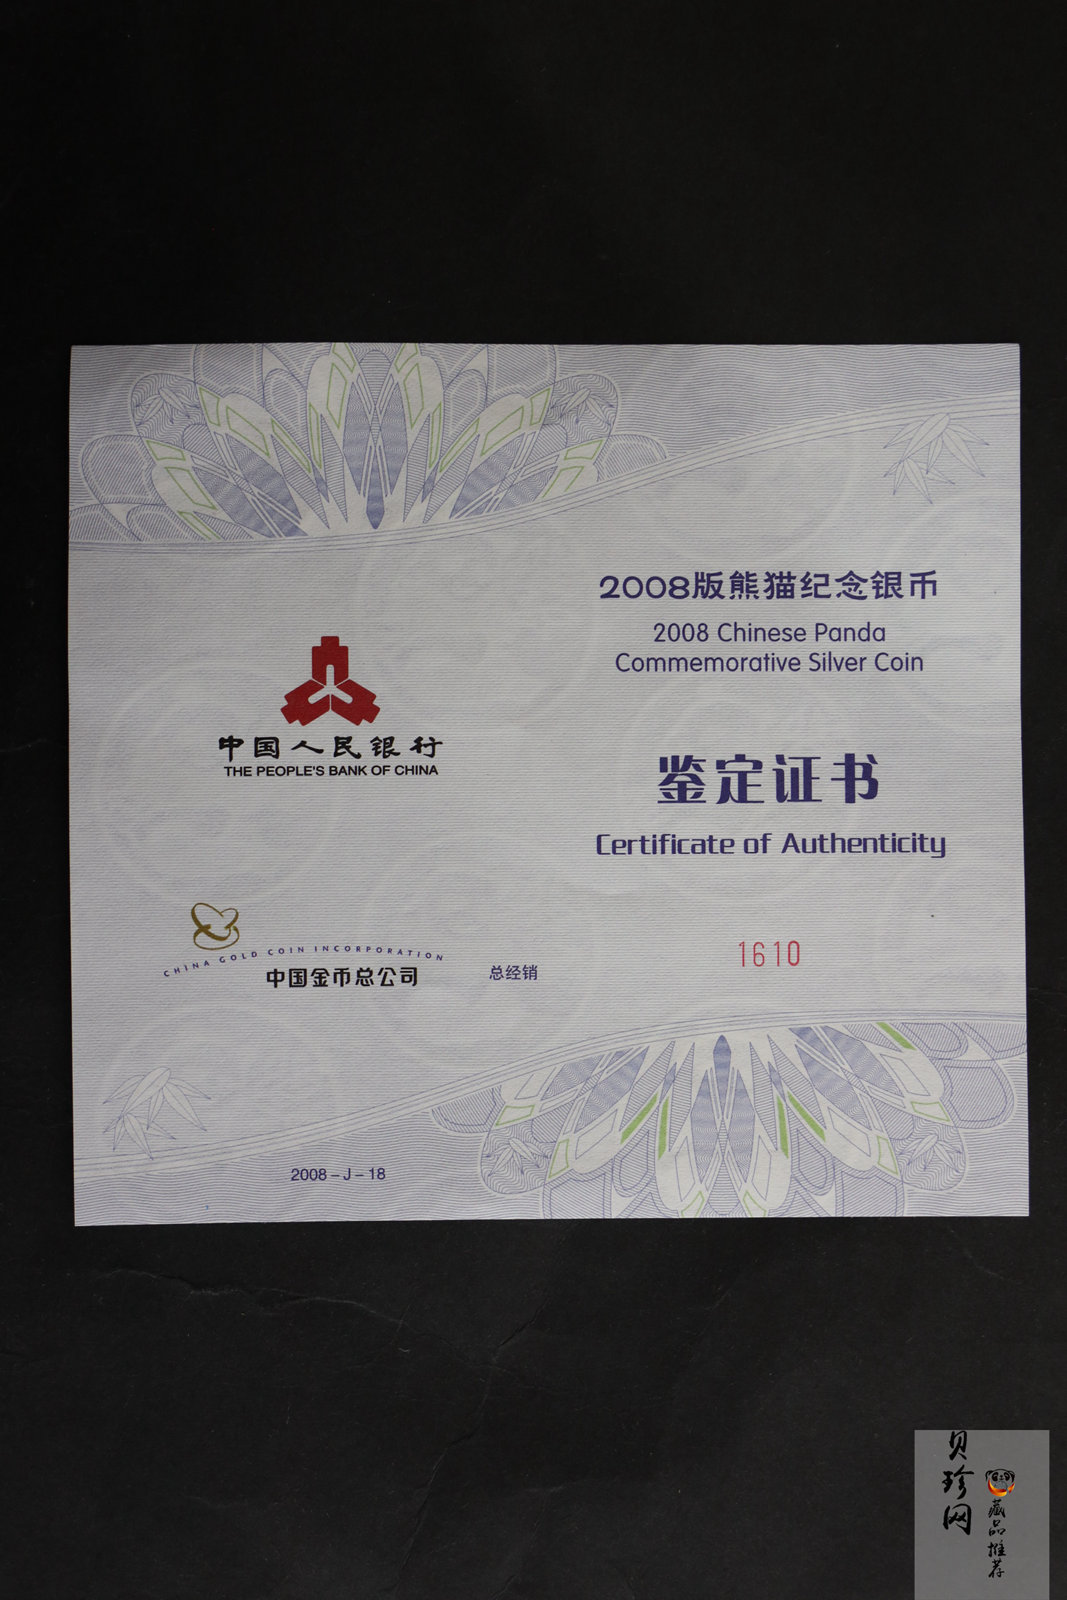 2008版熊猫纪念银币
2008 Chinese Panda
Commemorative Silver Coin
鉴定证书
Certificate of Authenticity
1610
中国人民银行
THE PEOPLE'S BANK OF CHINA
CHINA GOLD COIN INCORPORATION
中国金币总公司
总经销
2008－J－18
贝珍网
藏品推荐